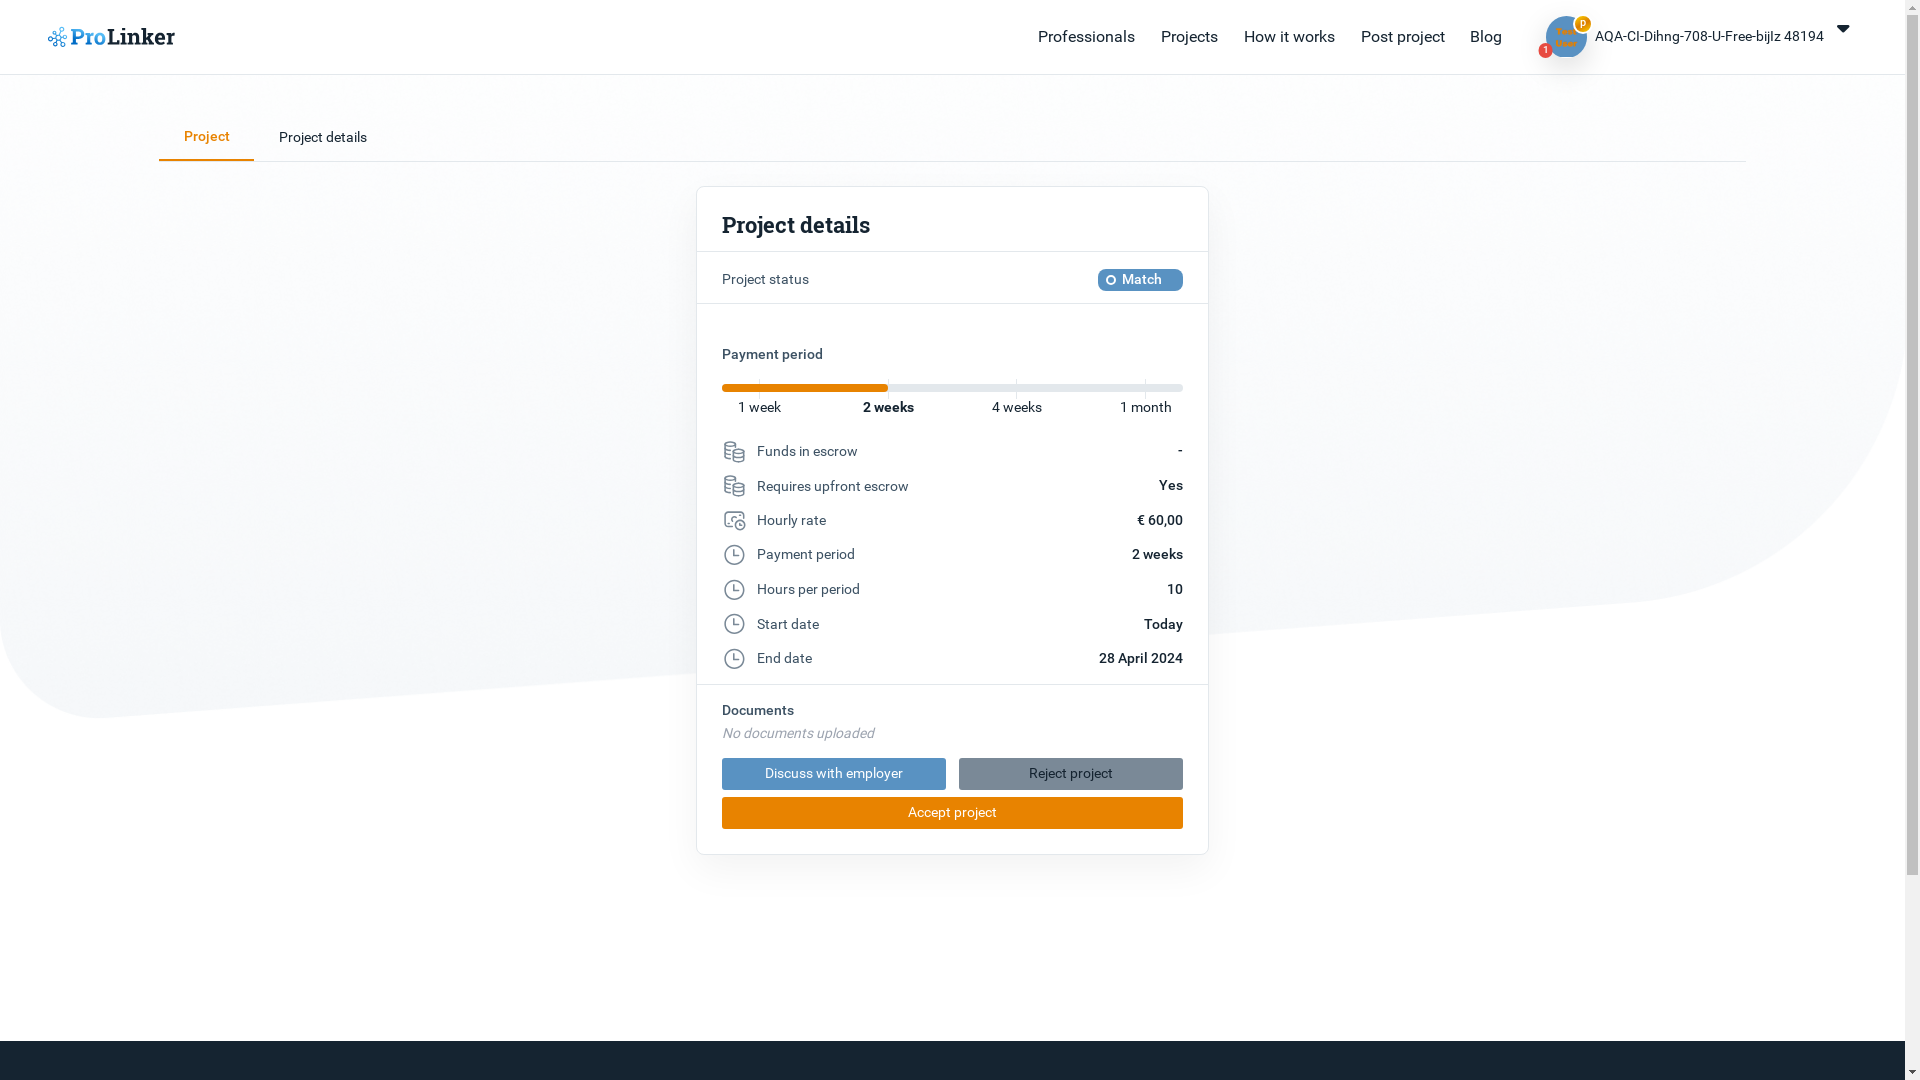 ProLinker
Professionals
Projects
How it works
Post project
Blog
p
1
AQA-CI-Dihng-708-U-Free-bijIz 48194
Project
Project details
Project details
Project status
Match
Payment period
1 week
2 weeks
4 weeks
1 month
Funds in escrow
-
Requires upfront escrow
Yes
Hourly rate
€ 60,00
Payment period
2 weeks
Hours per period
10
Start date
Today
End date
28 April 2024
Documents
No documents uploaded
Discuss with employer
Reject project
Accept project